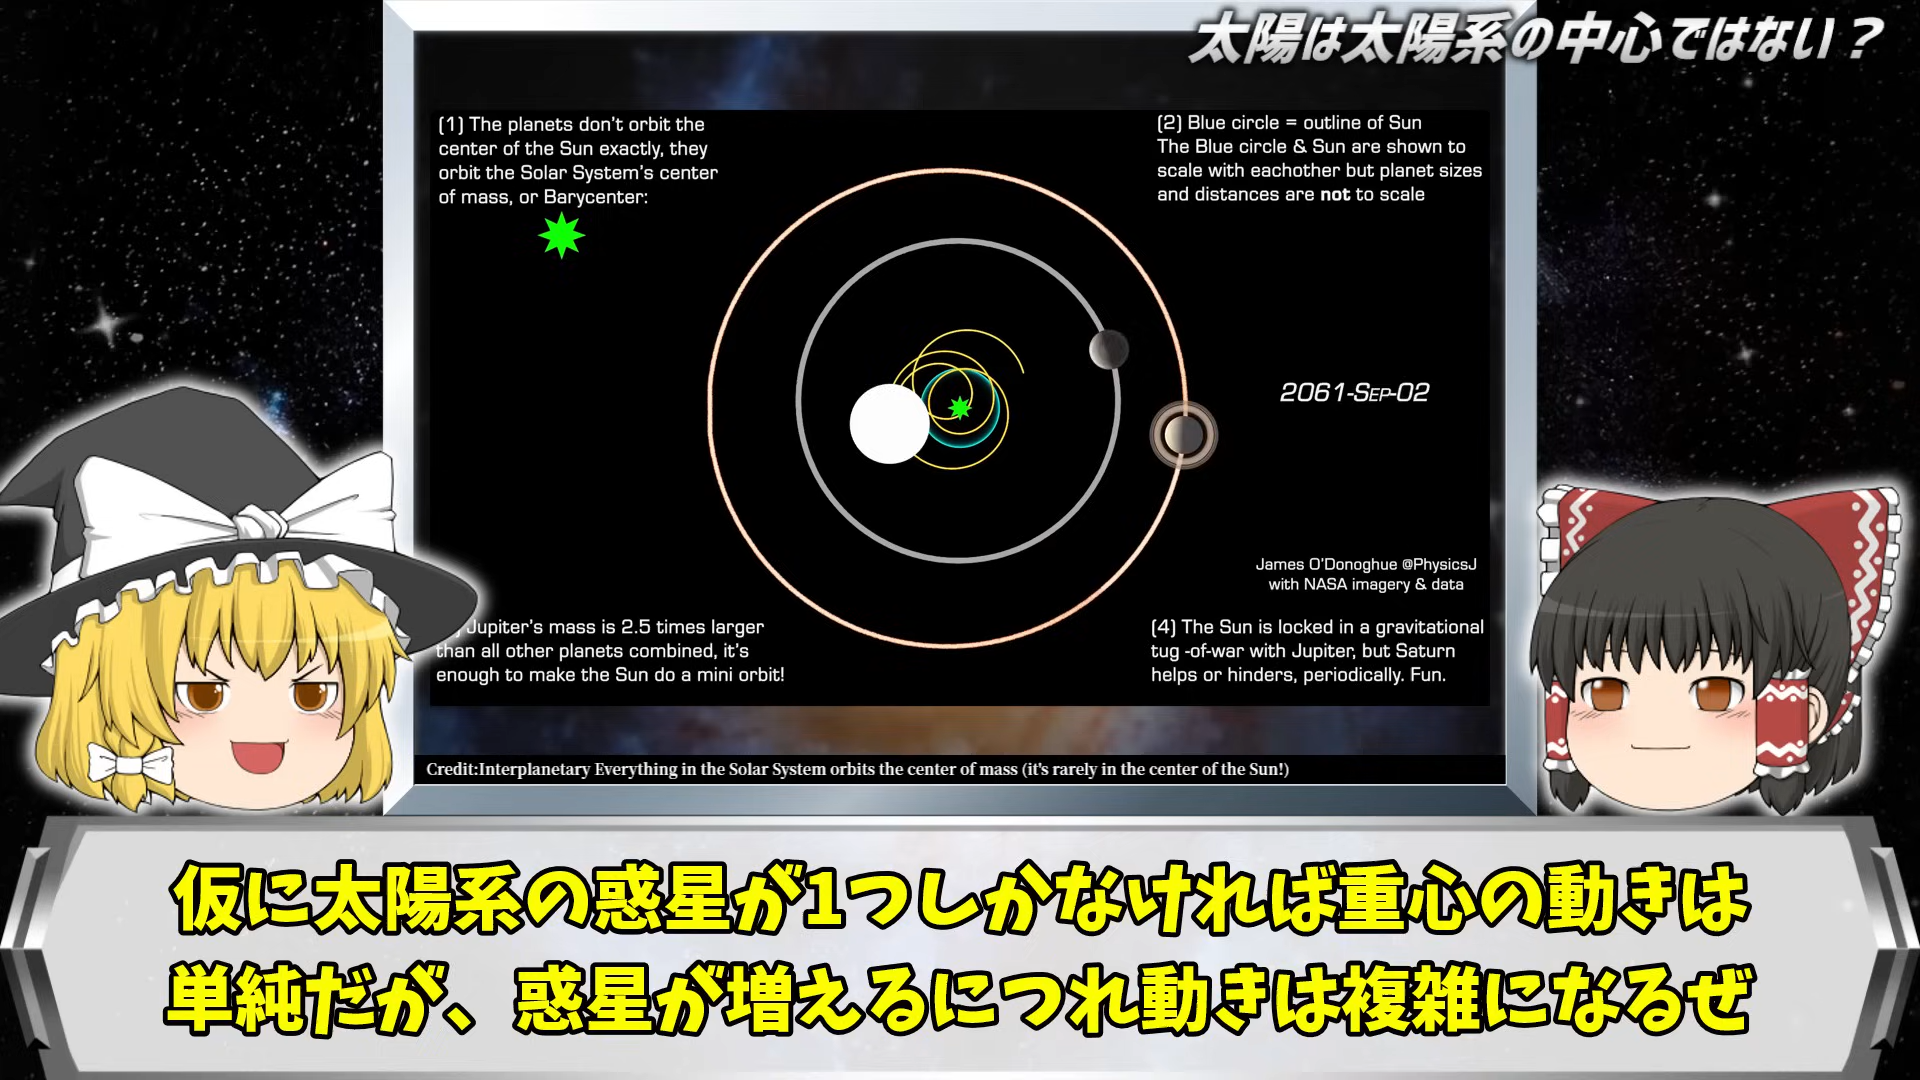 太陽は太陽系の中心ではない？
(1) The planets don't orbit the
center of the Sun exactly, they
orbit the Solar System's center
of mass, or Barycenter:
(2) Blue circle = outline of Sun
The Blue circle & Sun are shown to
scale with eachother but planet sizes
and distances are not to scale
2061-Sep-02
James O'Donoghue @PhysicsJ
with NASA imagery & data
) Jupiter's mass is 2.5 times larger
than all other planets combined, it's
enough to make the Sun do a mini orbit!
(4) The Sun is locked in a gravitational
tug -of-war with Jupiter, but Saturn
helps or hinders, periodically. Fun.
Credit:Interplanetary Everything in the Solar System orbits the center of mass (it's rarely in the center of the Sun!)
仮に太陽系の惑星が1つしかなければ重心の動きは
単純だが、惑星が増えるにつれ動きは複雑になるぜ